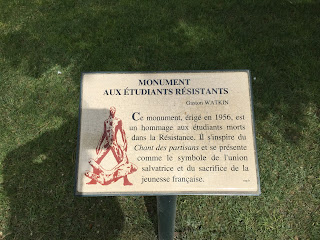 MONUMENT
AUX ÉTUDIANTS RÉSISTANTS
Gaston WATKIN
Ce monument, érigé en 1956, est
un hommage aux étudiants morts
dans la Résistance. Il s'inspire du
Chant des partisans et se présente
comme le symbole de l'union
salvatrice et du sacrifice de la
jeunesse française.